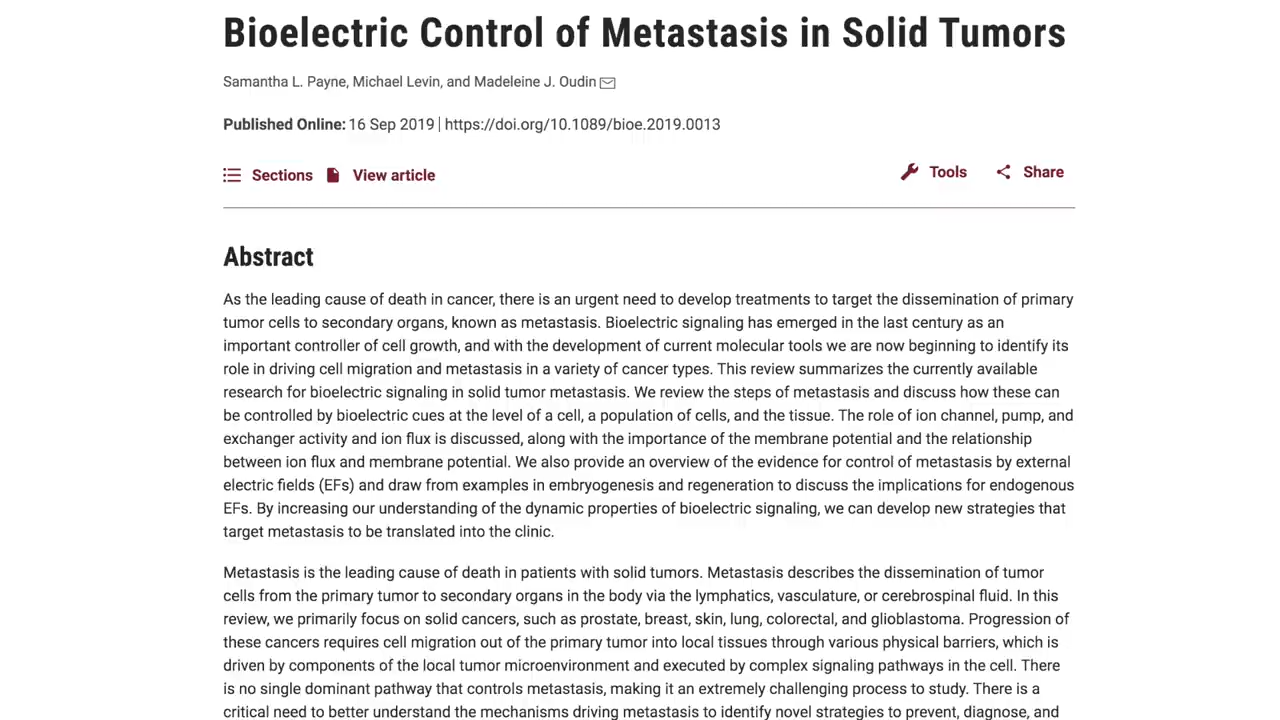 Bioelectric Control of Metastasis in Solid Tumors
Samantha L. Payne, Michael Levin, and Madeleine J. Oudin
Published Online: 16 Sep 2019 | https://doi.org/10.1089/bioe.2019.0013
Sections View article Tools Share
Abstract
As the leading cause of death in cancer, there is an urgent need to develop treatments to target the dissemination of primary
tumor cells to secondary organs, known as metastasis. Bioelectric signaling has emerged in the last century as an
important controller of cell growth, and with the development of current molecular tools we are now beginning to identify its
role in driving cell migration and metastasis in a variety of cancer types. This review summarizes the currently available
research for bioelectric signaling in solid tumor metastasis. We review the steps of metastasis and discuss how these can
be controlled by bioelectric cues at the level of a cell, a population of cells, and the tissue. The role of ion channel, pump, and
exchanger activity and ion flux is discussed, along with the importance of the membrane potential and the relationship
between ion flux and membrane potential. We also provide an overview of the evidence for control of metastasis by external
electric fields (EFs) and draw from examples in embryogenesis and regeneration to discuss the implications for endogenous
EFs. By increasing our understanding of the dynamic properties of bioelectric signaling, we can develop new strategies that
target metastasis to be translated into the clinic.
Metastasis is the leading cause of death in patients with solid tumors. Metastasis describes the dissemination of tumor
cells from the primary tumor to secondary organs in the body via the lymphatics, vasculature, or cerebrospinal fluid. In this
review, we primarily focus on solid cancers, such as prostate, breast, skin, lung, colorectal, and glioblastoma. Progression of
these cancers requires cell migration out of the primary tumor into local tissues through various physical barriers, which is
driven by components of the local tumor microenvironment and executed by complex signaling pathways in the cell. There
is no single dominant pathway that controls metastasis, making it an extremely challenging process to study. There is a
critical need to better understand the mechanisms driving metastasis to identify novel strategies to prevent, diagnose, and